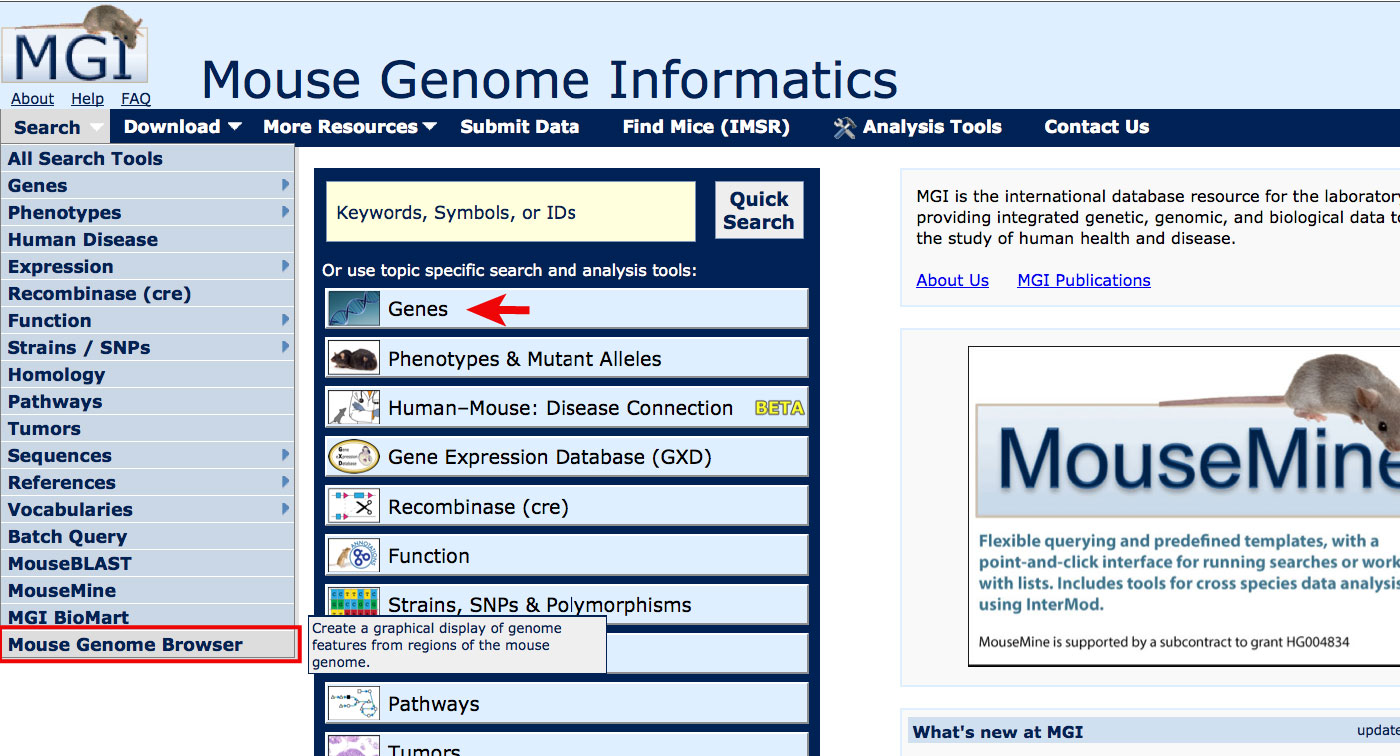 MGI
Mouse Genome Informatics
About Help FAQ
Search Download More Resources Submit Data Find Mice (IMSR) Analysis Tools Contact Us
All Search Tools
Genes
Phenotypes
Human Disease
Expression
Recombinase (cre)
Function
Strains / SNPs
Homology
Pathways
Tumors
Sequences
References
Vocabularies
Batch Query
MouseBLAST
MouseMine
MGI BioMart
Mouse Genome Browser
Create a graphical display of genome
features from regions of the mouse
genome.
Keywords, Symbols, or IDs
Quick
Search
Or use topic specific search and analysis tools:
Genes
Phenotypes & Mutant Alleles
Human–Mouse: Disease Connection BETA
Gene Expression Database (GXD)
Recombinase (cre)
Function
Strains, SNPs & Polymorphisms
Pathways
Tumors
MGI is the international database resource for the laboratory
providing integrated genetic, genomic, and biological data to
the study of human health and disease.
About Us MGI Publications
MouseMine
Flexible querying and predefined templates, with a
point-and-click interface for running searches or work
with lists. Includes tools for cross species data analysis
using InterMod.
MouseMine is supported by a subcontract to grant HG004834
What's new at MGI update